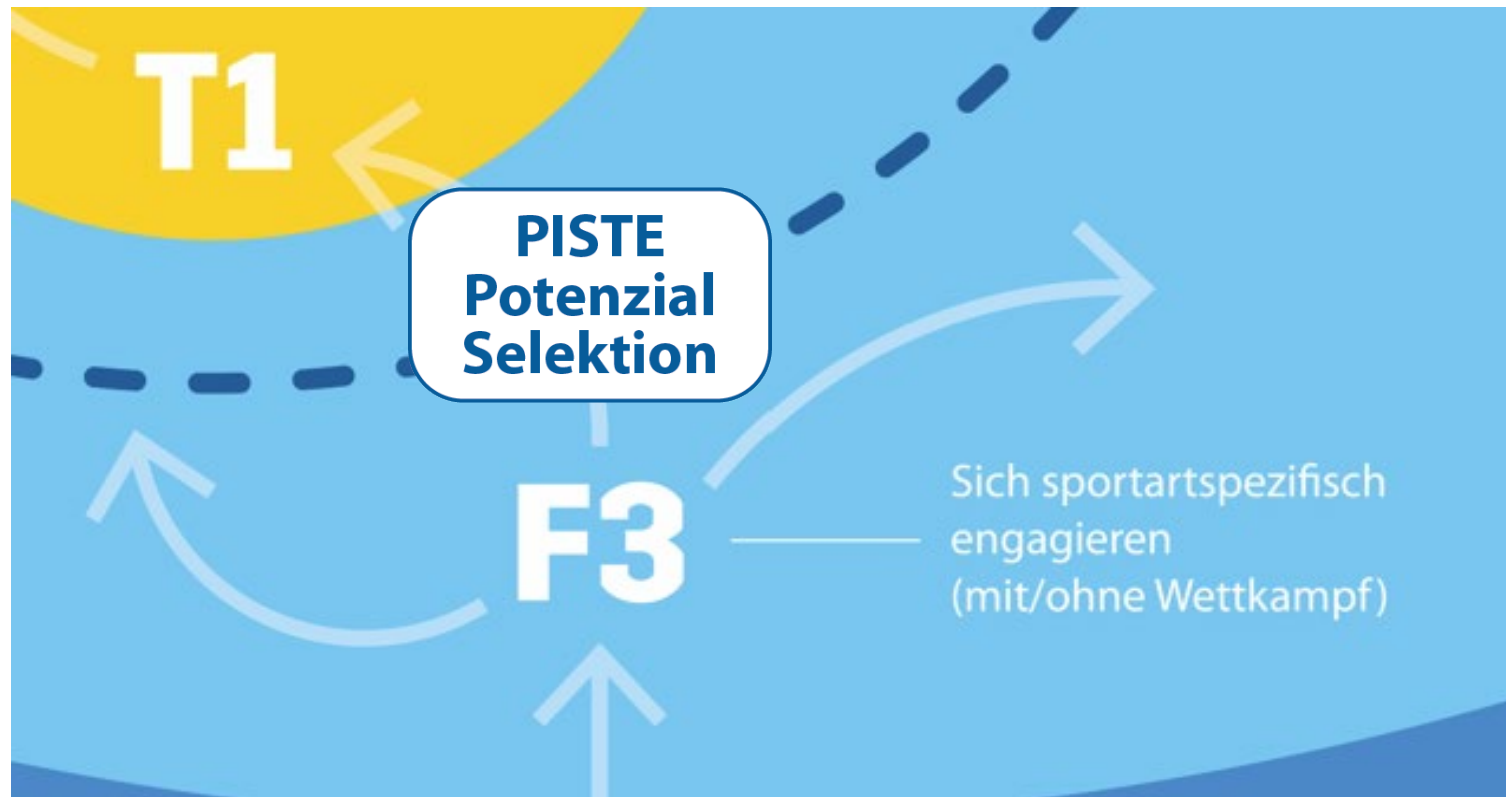 T1
PISTE
Potenzial
Selektion
F3
Sich sportartspezifisch
engagieren
(mit/ohne Wettkampf)